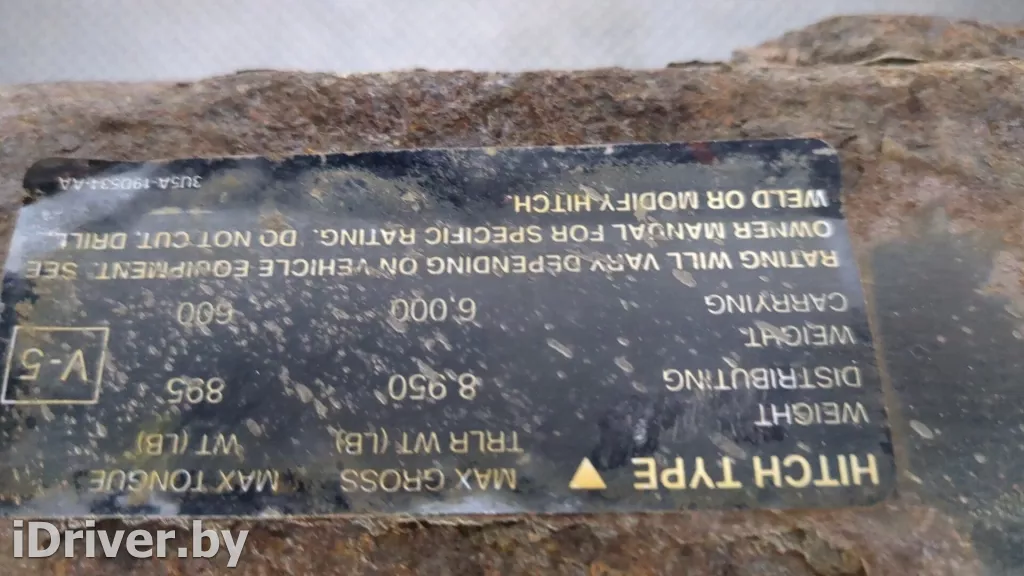 HITCH TYPE ▲ MAX GROSS TRLR WT (LB) MAX TONGUE WT (LB)
WEIGHT DISTRIBUTING 8,950 895
WEIGHT CARRYING 6,000 600
V-5
RATING WILL VARY DEPENDING ON VEHICLE EQUIPMENT. SEE
OWNER MANUAL FOR SPECIFIC RATING. DO NOT CUT, DRILL,
WELD OR MODIFY HITCH.
3U5A-19D531-AA
iDriver.by